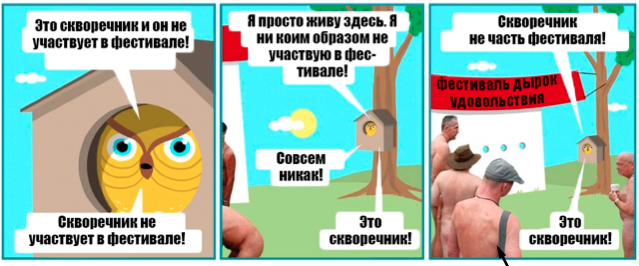 Это скворечник и он не
участвует в фестивале!
Скворечник не
участвует в фестивале!
Я просто живу здесь. Я
ни коим образом не
участвую в фес-
тивале!
Совсем
никак!
Это
скворечник!
Скворечник
не часть фестиваля!
фестиваль дырок
удовольствия
Это
скворечник!